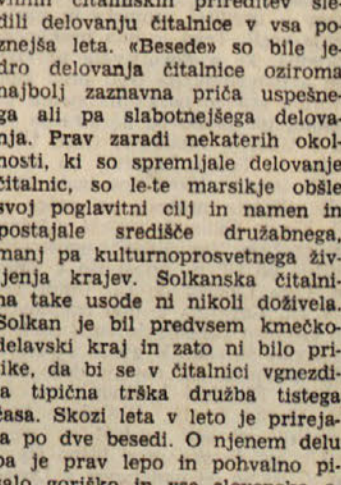 čitalniških prireditev sle-
dili delovanju čitalnice v vsa po-
znejša leta. «Besede» so bile je-
dro delovanja čitalnice oziroma
najbolj zaznavna priča uspešne-
ga ali pa slabotnejšega delova-
nja. Prav zaradi nekaterih okol-
nosti, ki so spremljale delovanje
čitalnic, so le-te marsikje obšle
svoj poglavitni cilj in namen in
postajale središče družabnega,
manj pa kulturnoprosvetnega živ-
ljenja krajev. Solkanska čitalni-
na take usode ni nikoli doživela.
Solkan je bil predvsem kmečko-
delavski kraj in zato ni bilo pri-
like, da bi se v čitalnici vgnezdi-
a tipična trška družba tistega
časa. Skozi leta v leto je prireja-
a po dve besedi. O njenem delu
pa je prav lepo in pohvalno pi-